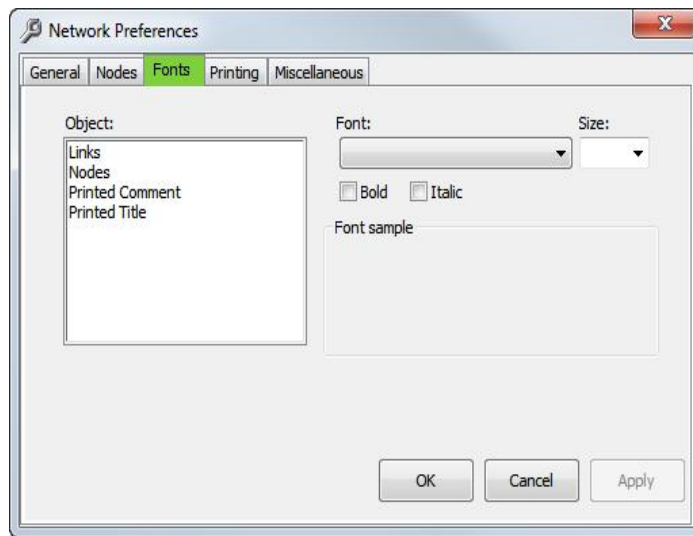 Network Preferences
General Nodes Fonts Printing Miscellaneous
Object: Font: Size:
Links
Nodes
Printed Comment
Printed Title
Bold Italic
Font sample
OK Cancel Apply